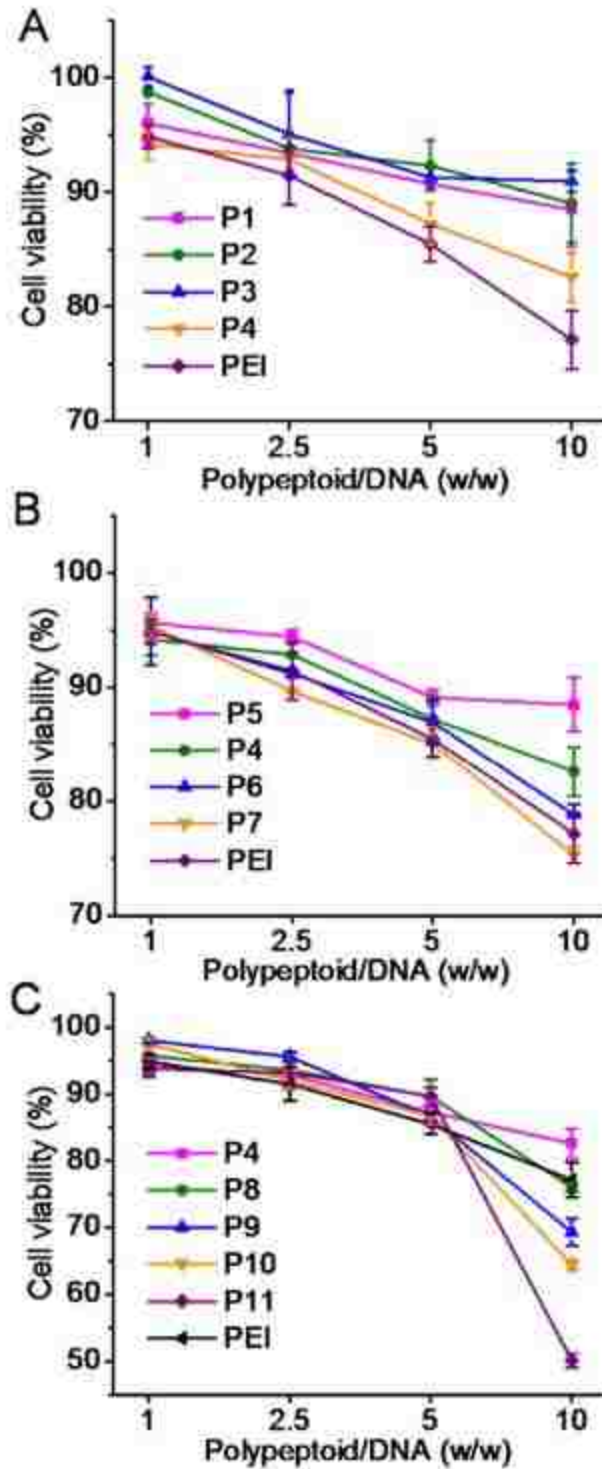 A
100
90
80
70
Cell viability (%)
P1
P2
P3
P4
PEI
1 2.5 5 10
Polypeptoid/DNA (w/w)
B
100
90
80
70
Cell viability (%)
P5
P4
P6
P7
PEI
1 2.5 5 10
Polypeptoid/DNA (w/w)
C
100
90
80
70
60
50
Cell viability (%)
P4
P8
P9
P10
P11
PEI
1 2.5 5 10
Polypeptoid/DNA (w/w)